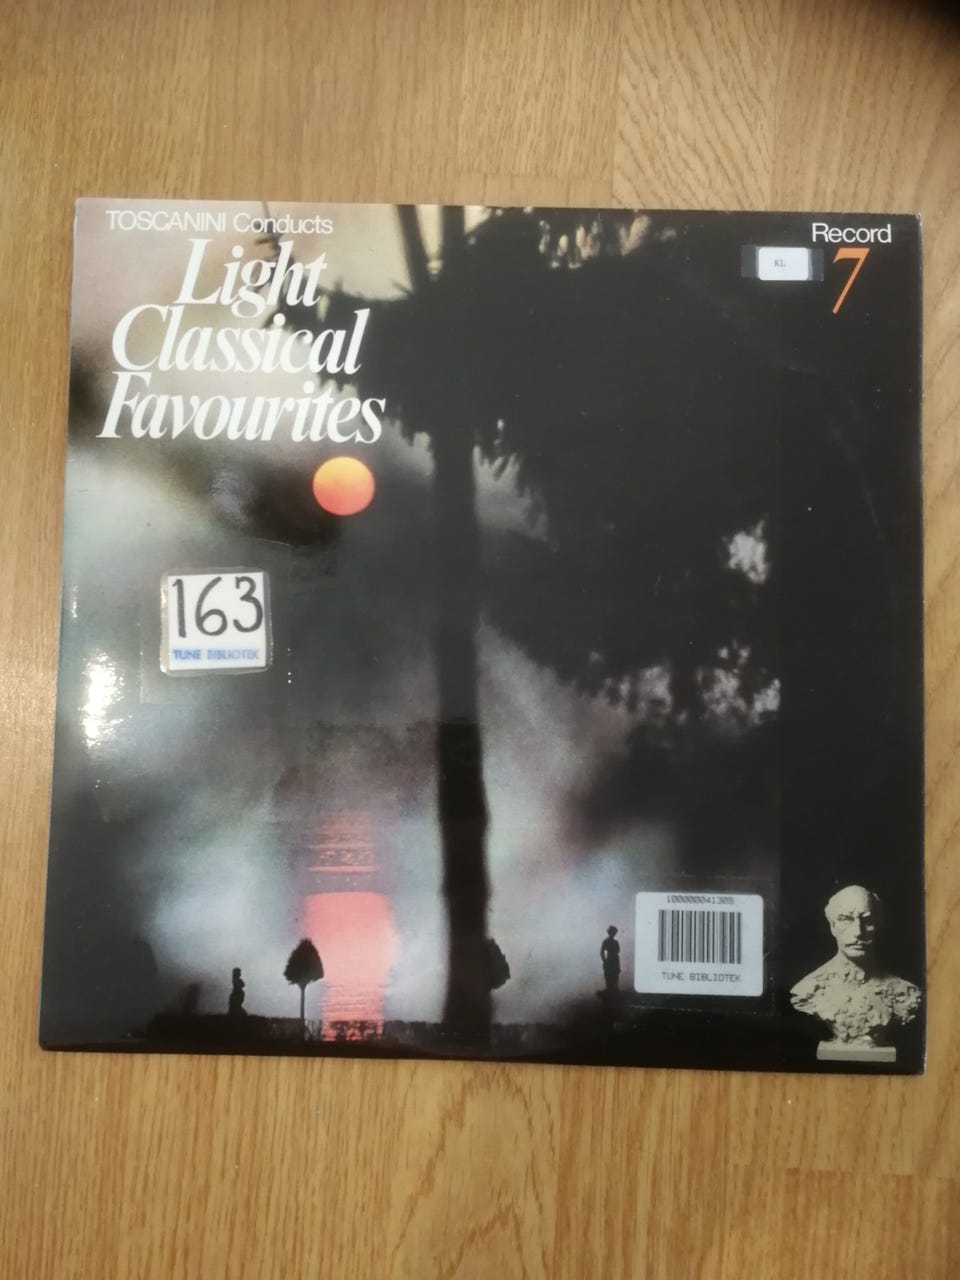 TOSCANINI Conducts
Light
Classical
Favourites
Record
7
KL
163
TUNE BIBLIOTEK
100000041309
TUNE BIBLIOTEK